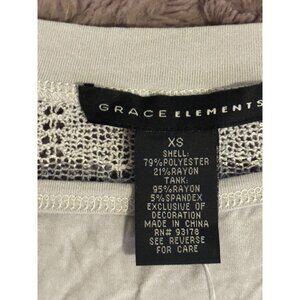 GRACE ELEMENTS
XS
SHELL:
79%POLYESTER
21%RAYON
TANK:
95%RAYON
5%SPANDEX
EXCLUSIVE OF
DECORATION
MADE IN CHINA
RN# 93178
SEE REVERSE
FOR CARE